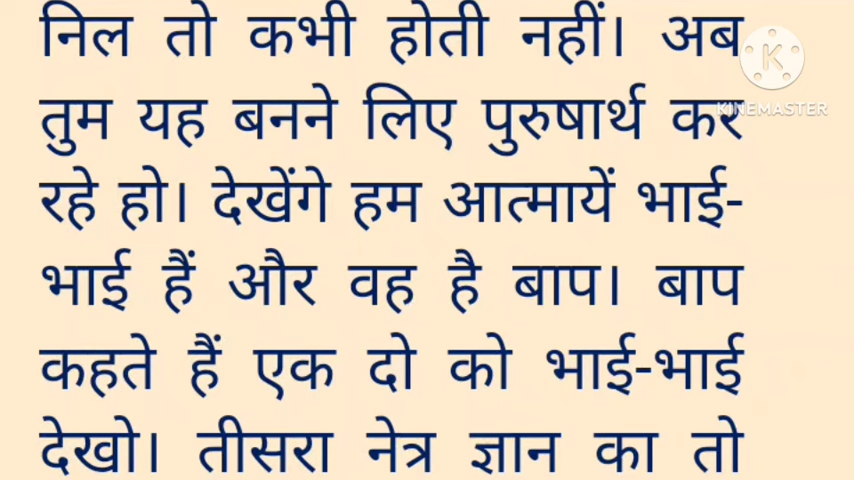 निल तो कभी होती नहीं। अब
तुम यह बनने लिए पुरुषार्थ कर
रहे हो। देखेंगे हम आत्मायें भाई-
भाई हैं और वह है बाप। बाप
कहते हैं एक दो को भाई-भाई
देखो। तीसरा नेत्र ज्ञान का तो
K
KINEMASTER